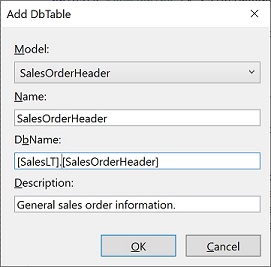 Add DbTable
Model:
SalesOrderHeader
Name:
SalesOrderHeader
DbName:
[SalesLT].[SalesOrderHeader]
Description:
General sales order information.
OK
Cancel